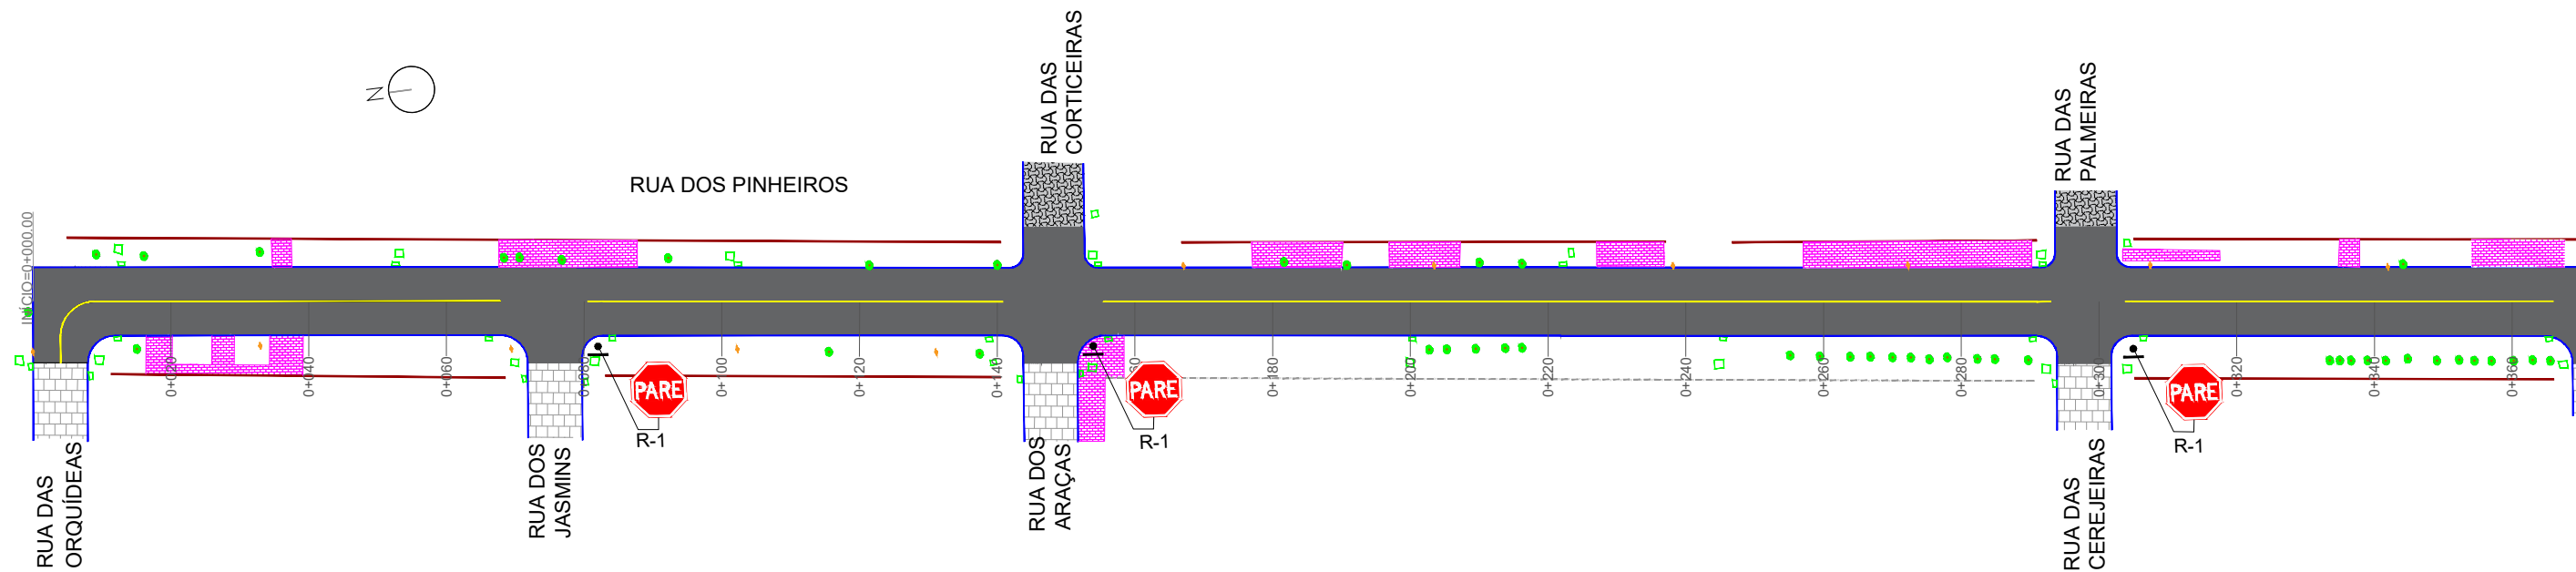 RUA DAS
CORTICEIRAS
RUA DAS
PALMEIRAS
N
RUA DOS PINHEIROS
INÍCIO=0+000.00
0+020
0+040
0+060
0+080
0+100
0+120
0+140
0+180
0+200
0+220
0+240
0+260
0+280
0+300
0+320
0+340
0+360
PARE
R-1
PARE
R-1
PARE
R-1
RUA DAS
ORQUÍDEAS
RUA DOS
JASMINS
RUA DOS
ARAÇAS
RUA DAS
CEREJEIRAS